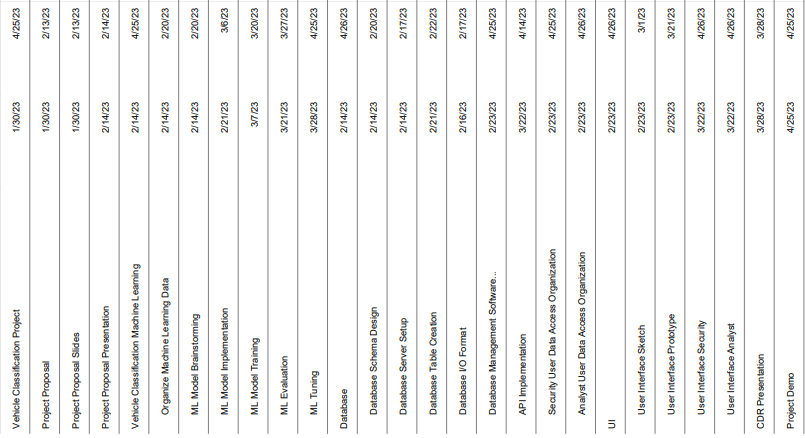 Vehicle Classification Project 1/30/23 4/25/23
Project Proposal 1/30/23 2/13/23
Project Proposal Slides 1/30/23 2/13/23
Project Proposal Presentation 2/14/23 2/14/23
Vehicle Classification Machine Learning 2/14/23 4/25/23
Organize Machine Learning Data 2/14/23 2/20/23
ML Model Brainstorming 2/14/23 2/20/23
ML Model Implementation 2/21/23 3/6/23
ML Model Training 3/7/23 3/20/23
ML Evaluation 3/21/23 3/27/23
ML Tuning 3/28/23 4/25/23
Database 2/14/23 4/26/23
Database Schema Design 2/14/23 2/20/23
Database Server Setup 2/14/23 2/17/23
Database Table Creation 2/21/23 2/22/23
Database I/O Format 2/16/23 2/17/23
Database Management Software... 2/23/23 4/25/23
API Implementation 3/22/23 4/14/23
Security User Data Access Organization 2/23/23 4/25/23
Analyst User Data Access Organization 2/23/23 4/26/23
UI 2/23/23 4/26/23
User Interface Sketch 2/23/23 3/1/23
User Interface Prototype 2/23/23 3/21/23
User Interface Security 3/22/23 4/26/23
User Interface Analyst 3/22/23 4/26/23
CDR Presentation 3/28/23 3/28/23
Project Demo 4/25/23 4/25/23